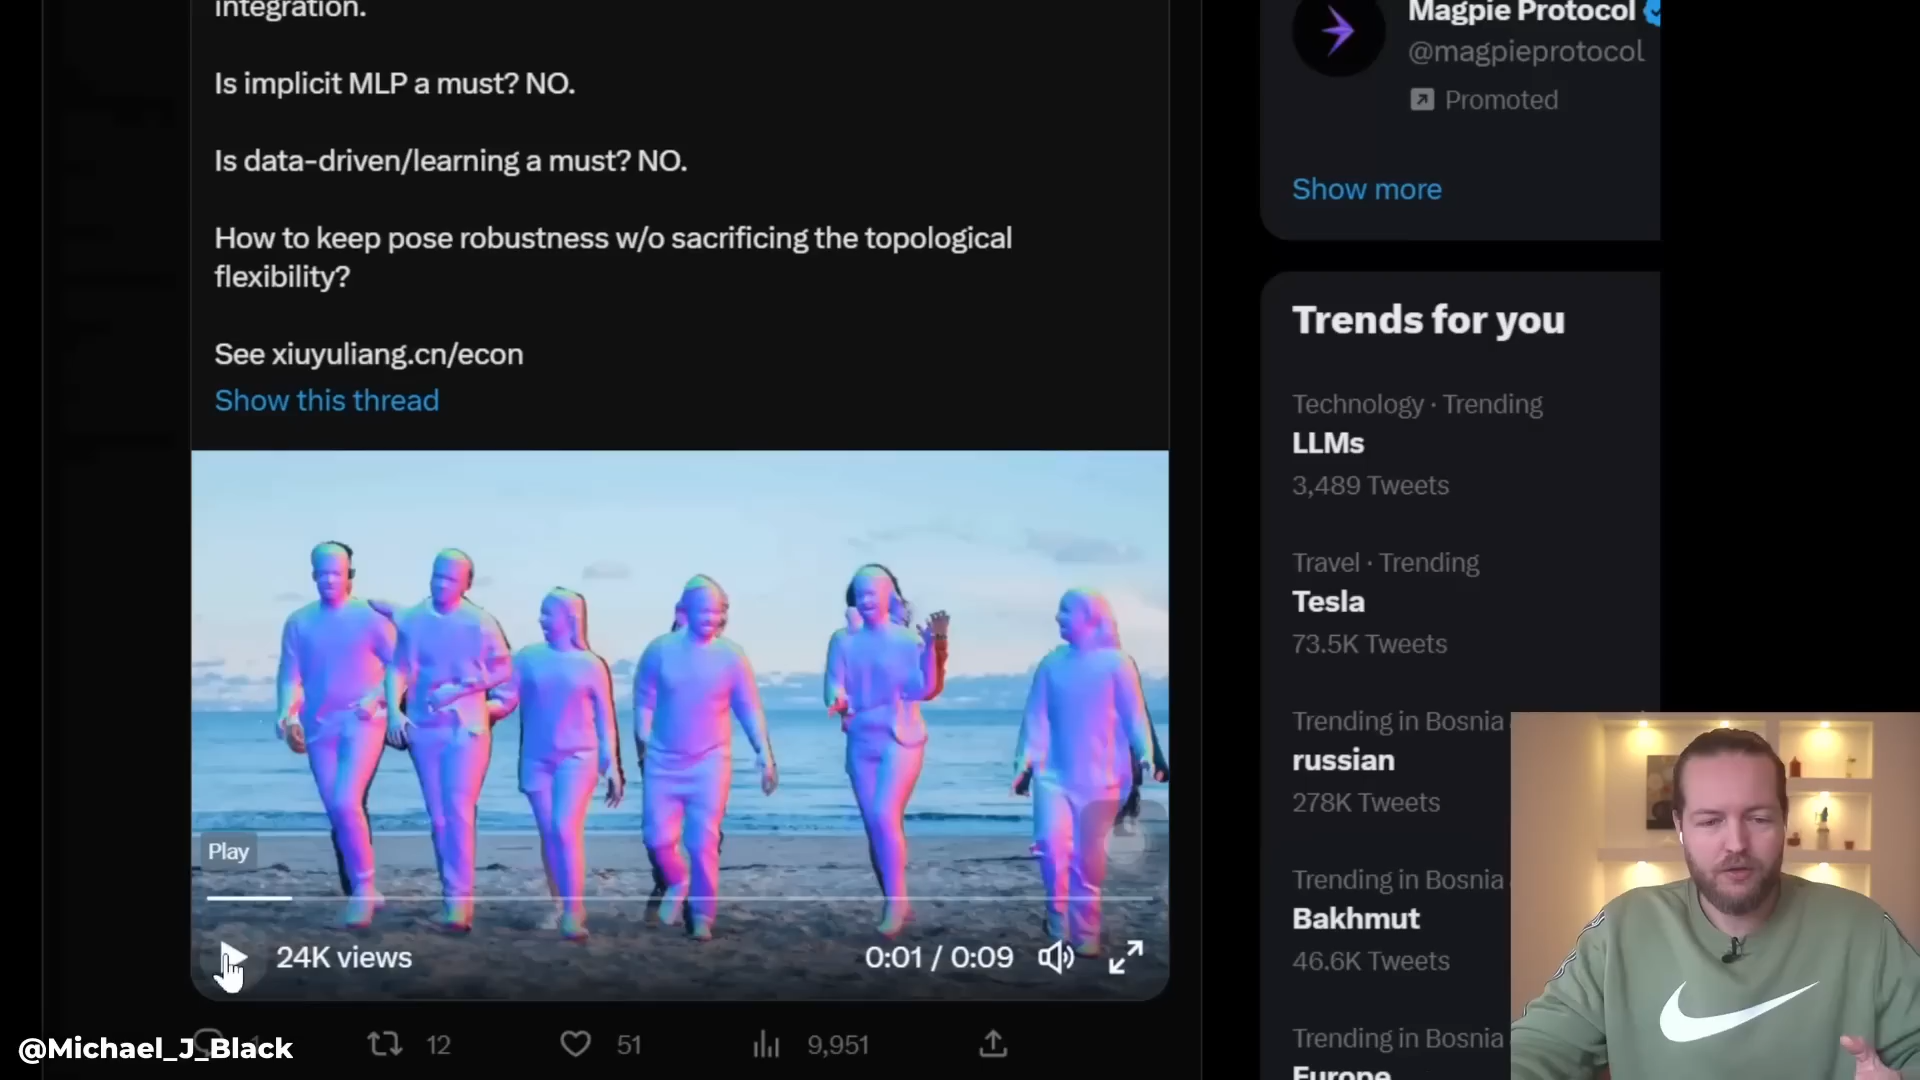 integration.
Is implicit MLP a must? NO.
Is data-driven/learning a must? NO.
How to keep pose robustness w/o sacrificing the topological
flexibility?
See xiuyuliang.cn/econ
Show this thread
Play
24K views
0:01 / 0:09
12
51
9,951
@Michael_J_Black
Magpie Protocol
@magpieprotocol
Promoted
Show more
Trends for you
Technology · Trending
LLMs
3,489 Tweets
Travel · Trending
Tesla
73.5K Tweets
Trending in Bosnia
russian
278K Tweets
Trending in Bosnia
Bakhmut
46.6K Tweets
Trending in Bosnia
Europe